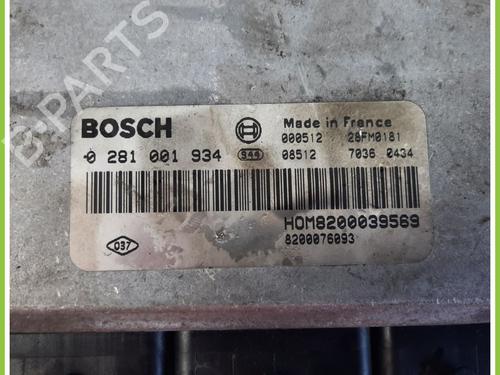 B-PARTS
BOSCH
Made in France
000512 28FM0181
0 281 001 934 944 08512 7036 0434
HOM8200039569
8200076093
037